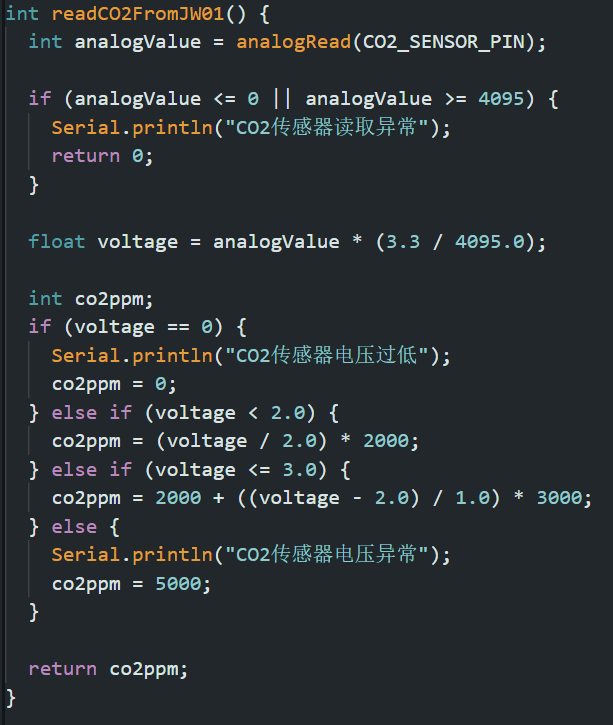 int readCO2FromJW01() {
  int analogValue = analogRead(CO2_SENSOR_PIN);
  if (analogValue <= 0 || analogValue >= 4095) {
    Serial.println("CO2传感器读取异常");
    return 0;
  }
  float voltage = analogValue * (3.3 / 4095.0);
  int co2ppm;
  if (voltage == 0) {
    Serial.println("CO2传感器电压过低");
    co2ppm = 0;
  } else if (voltage < 2.0) {
    co2ppm = (voltage / 2.0) * 2000;
  } else if (voltage <= 3.0) {
    co2ppm = 2000 + ((voltage - 2.0) / 1.0) * 3000;
  } else {
    Serial.println("CO2传感器电压异常");
    co2ppm = 5000;
  }
  return co2ppm;
}